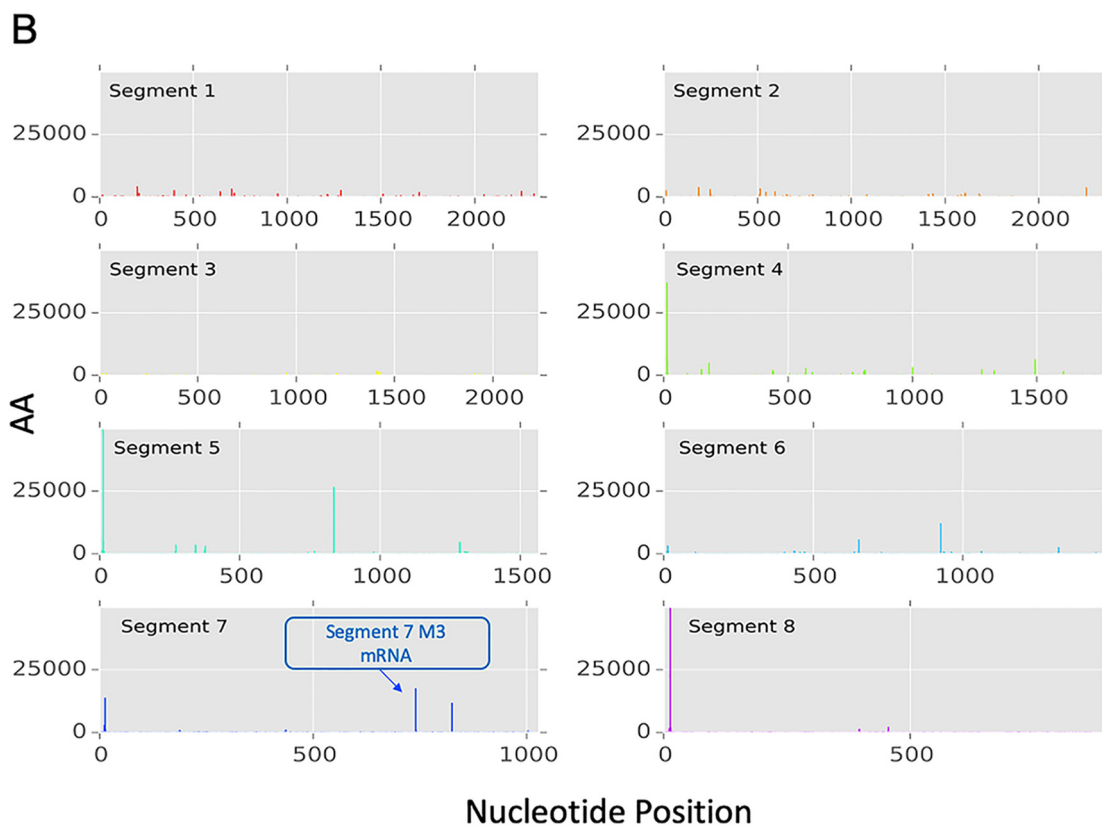 B
Segment 1
25000
0
0 500 1000 1500 2000
Segment 2
25000
0
0 500 1000 1500 2000
Segment 3
25000
0
0 500 1000 1500 2000
Segment 4
25000
0
0 500 1000 1500
AA
Segment 5
25000
0
0 500 1000 1500
Segment 6
25000
0
0 500 1000
Segment 7
Segment 7 M3
mRNA
25000
0
0 500 1000
Segment 8
25000
0
0 500
Nucleotide Position